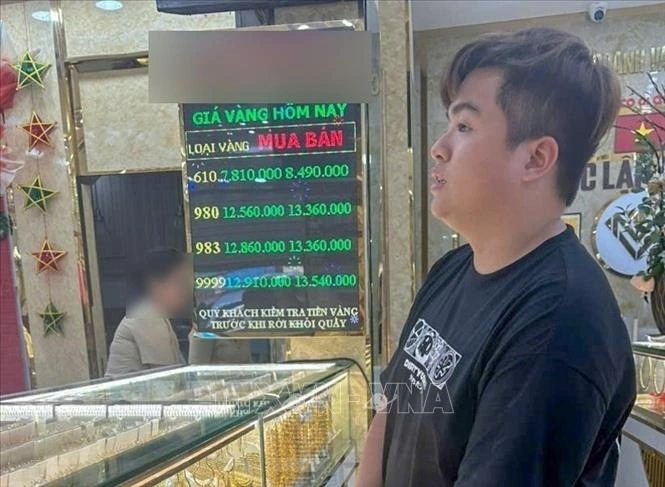 GIÁ VÀNG HÔM NAY
LOẠI VÀNG MUA BÁN
610 7.810.000 8.490.000
980 12.560.000 13.360.000
983 12.860.000 13.360.000
9999 12.910.000 13.540.000
QUÝ KHÁCH KIỂM TRA TIỀN VÀNG
TRƯỚC KHI RỜI KHỎI QUẦY